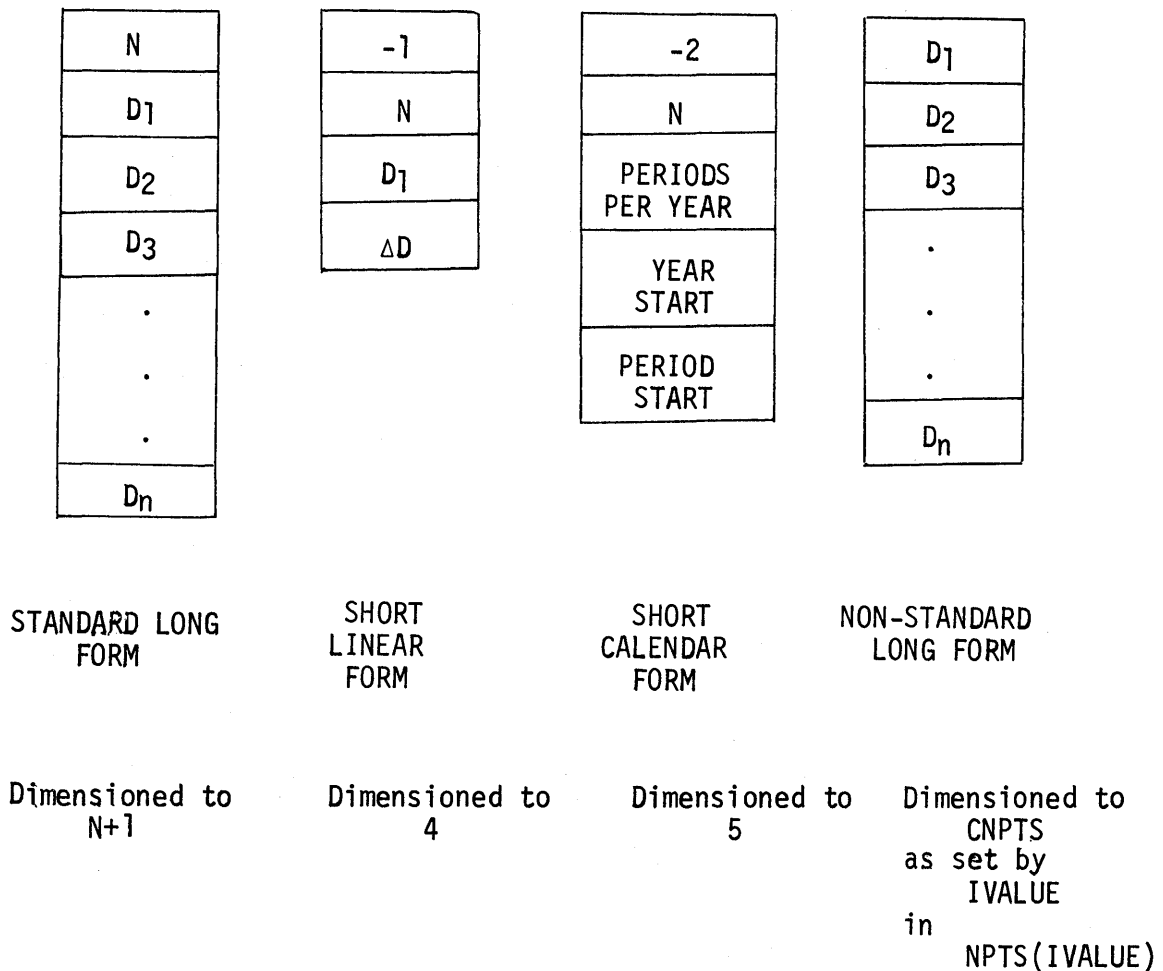 N
D1
D2
D3
.
.
.
Dn
-1
N
D1
ΔD
-2
N
PERIODS
PER YEAR
YEAR
START
PERIOD
START
D1
D2
D3
.
.
.
Dn
STANDARD LONG
FORM
SHORT
LINEAR
FORM
SHORT
CALENDAR
FORM
NON-STANDARD
LONG FORM
Dimensioned to
N+1
Dimensioned to
4
Dimensioned to
5
Dimensioned to
CNPTS
as set by
IVALUE
in
NPTS(IVALUE)